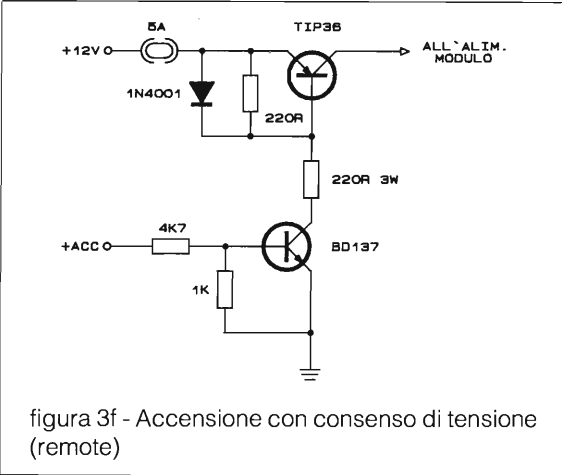 5A
TIP36
+12V
ALL'ALIM.
MODULO
1N4001
220R
220R 3W
4K7
+ACC
BD137
1K
figura 3f - Accensione con consenso di tensione
(remote)